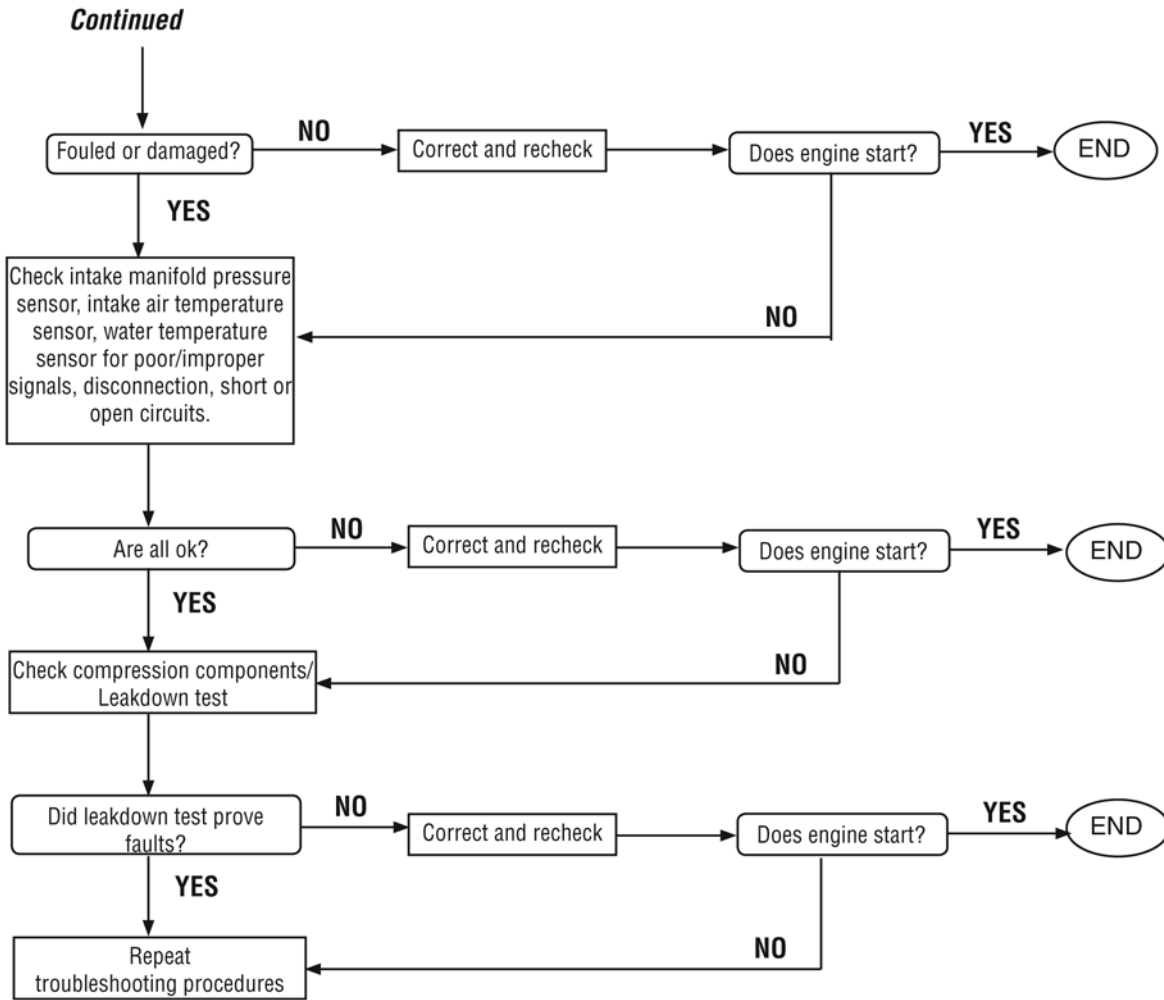 Continued
Fouled or damaged?
NO
Correct and recheck
Does engine start?
YES
END
YES
Check intake manifold pressure
sensor, intake air temperature
sensor, water temperature
sensor for poor/improper
signals, disconnection, short or
open circuits.
NO
Are all ok?
NO
Correct and recheck
Does engine start?
YES
END
YES
Check compression components/
Leakdown test
NO
Did leakdown test prove
faults?
NO
Correct and recheck
Does engine start?
YES
END
YES
Repeat
troubleshooting procedures
NO